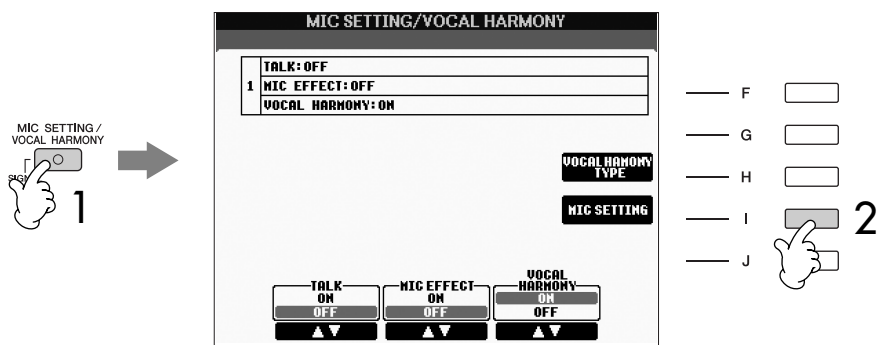 MIC SETTING/VOCAL HARMONY
TALK:OFF
1 MIC EFFECT:OFF
VOCAL HARMONY:ON
MIC SETTING /
VOCAL HARMONY
1
VOCAL HAMONY
TYPE
MIC SETTING
F
G
H
I
J
2
TALK
ON
OFF
MIC EFFECT
ON
OFF
VOCAL
HARMONY
ON
OFF